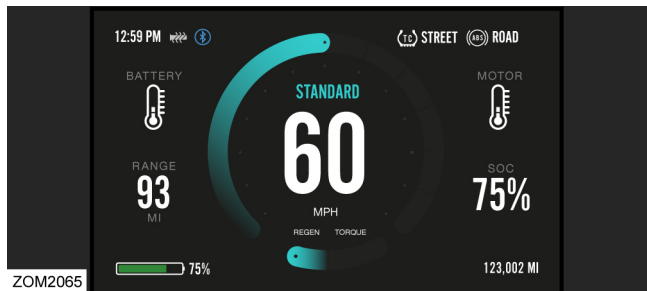 12:59 PM
TC STREET ABS ROAD
BATTERY
MOTOR
STANDARD
60
MPH
RANGE
93
MI
SOC
75%
REGEN TORQUE
75%
123,002 MI
ZOM2065